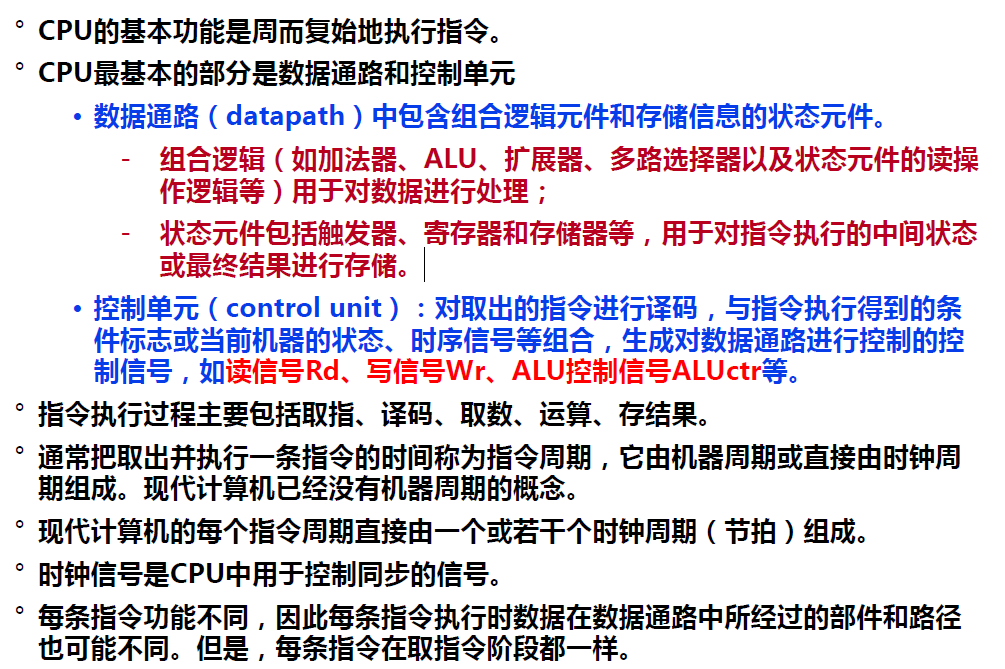 ° CPU的基本功能是周而复始地执行指令。
° CPU最基本的部分是数据通路和控制单元
• 数据通路（datapath）中包含组合逻辑元件和存储信息的状态元件。
- 组合逻辑（如加法器、ALU、扩展器、多路选择器以及状态元件的读操
作逻辑等）用于对数据进行处理；
- 状态元件包括触发器、寄存器和存储器等，用于对指令执行的中间状态
或最终结果进行存储。
• 控制单元（control unit）：对取出的指令进行译码，与指令执行得到的条
件标志或当前机器的状态、时序信号等组合，生成对数据通路进行控制的控
制信号，如读信号Rd、写信号Wr、ALU控制信号ALUctr等。
° 指令执行过程主要包括取指、译码、取数、运算、存结果。
° 通常把取出并执行一条指令的时间称为指令周期，它由机器周期或直接由时钟周
期组成。现代计算机已经没有机器周期的概念。
° 现代计算机的每个指令周期直接由一个或若干个时钟周期（节拍）组成。
° 时钟信号是CPU中用于控制同步的信号。
° 每条指令功能不同，因此每条指令执行时数据在数据通路中所经过的部件和路径
也可能不同。但是，每条指令在取指令阶段都一样。